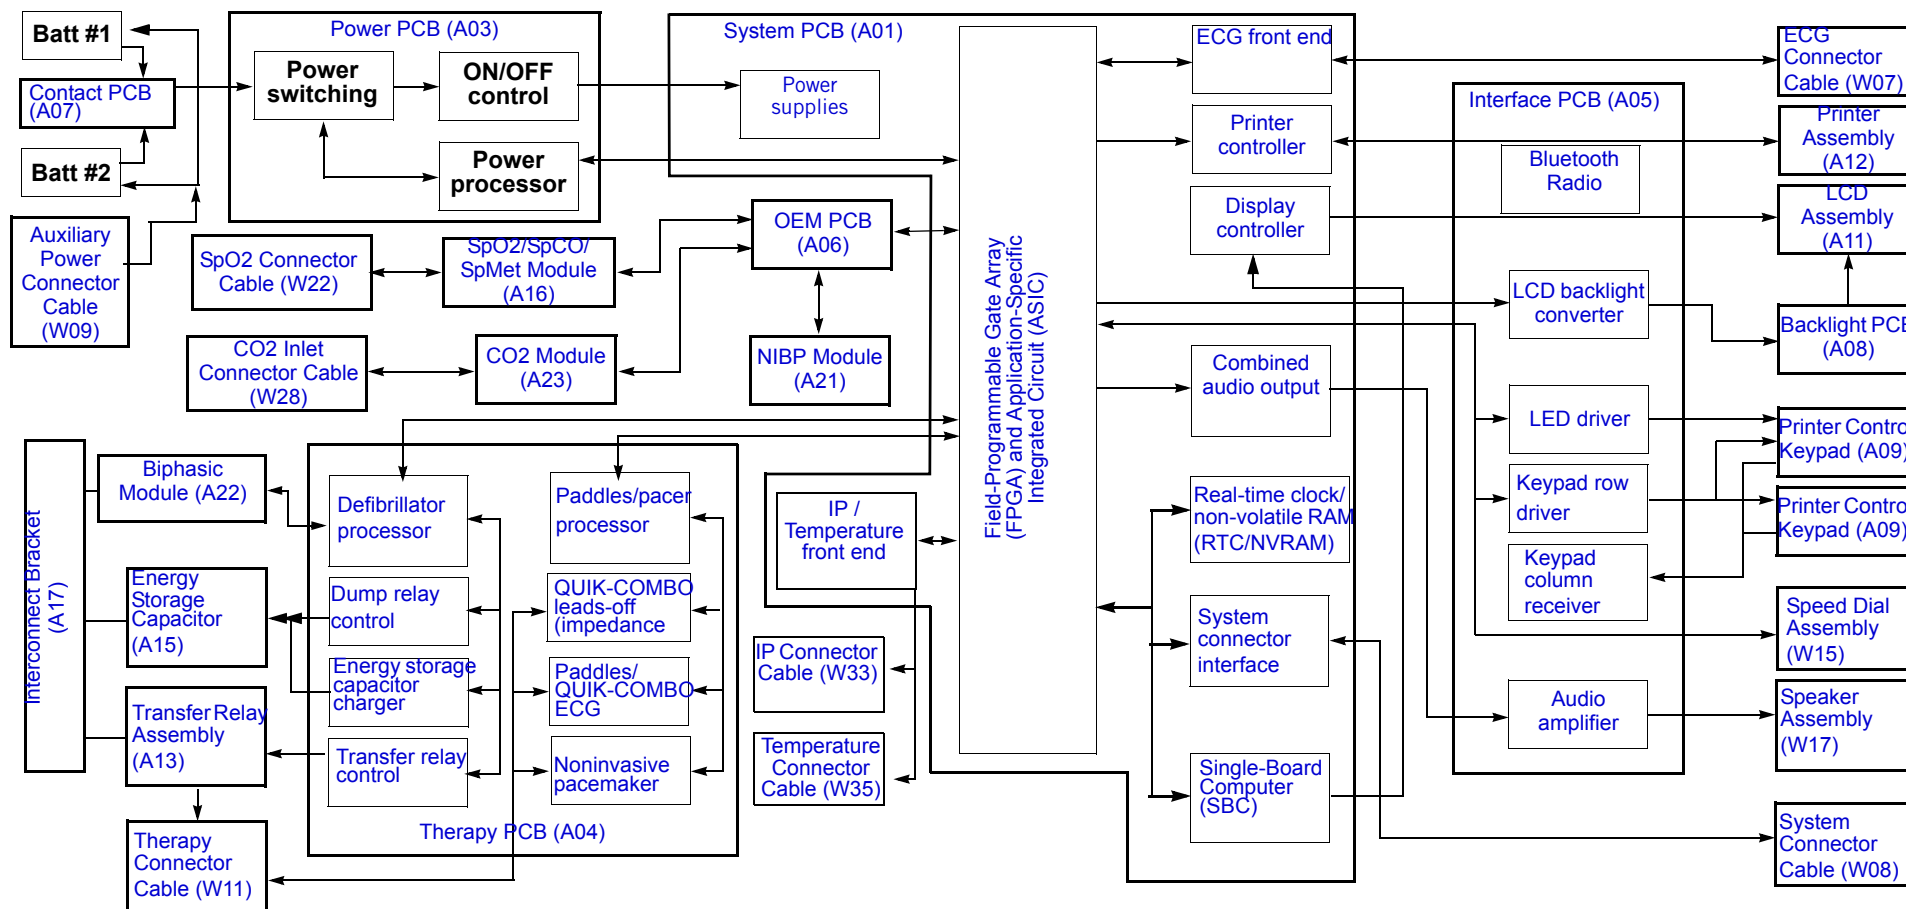 Batt #1
Contact PCB
(A07)
Batt #2
Auxiliary
Power
Connector
Cable
(W09)
Power PCB (A03)
Power
switching
ON/OFF
control
Power
processor
System PCB (A01)
Power
supplies
SpO2 Connector
Cable (W22)
SpO2/SpCO/
SpMet Module
(A16)
OEM PCB
(A06)
CO2 Inlet
Connector Cable
(W28)
CO2 Module
(A23)
NIBP Module
(A21)
Interconnect Bracket
(A17)
Biphasic
Module (A22)
Energy
Storage
Capacitor
(A15)
Transfer Relay
Assembly
(A13)
Therapy
Connector
Cable (W11)
Defibrillator
processor
Dump relay
control
Energy storage
capacitor
charger
Transfer relay
control
Paddles/pacer
processor
QUIK-COMBO
leads-off
(impedance
Paddles/
QUIK-COMBO
ECG
Noninvasive
pacemaker
Therapy PCB (A04)
IP /
Temperature
front end
IP Connector
Cable (W33)
Temperature
Connector
Cable (W35)
Field-Programmable Gate Array
(FPGA) and Application-Specific
Integrated Circuit (ASIC)
ECG front end
Printer
controller
Display
controller
Combined
audio output
Real-time clock/
non-volatile RAM
(RTC/NVRAM)
System
connector
interface
Single-Board
Computer
(SBC)
Interface PCB (A05)
Bluetooth
Radio
LCD backlight
converter
LED driver
Keypad row
driver
Keypad
column
receiver
Audio
amplifier
ECG
Connector
Cable (W07)
Printer
Assembly
(A12)
LCD
Assembly
(A11)
Backlight PCB
(A08)
Printer Contro
Keypad (A09)
Printer Contro
Keypad (A09)
Speed Dial
Assembly
(W15)
Speaker
Assembly
(W17)
System
Connector
Cable (W08)